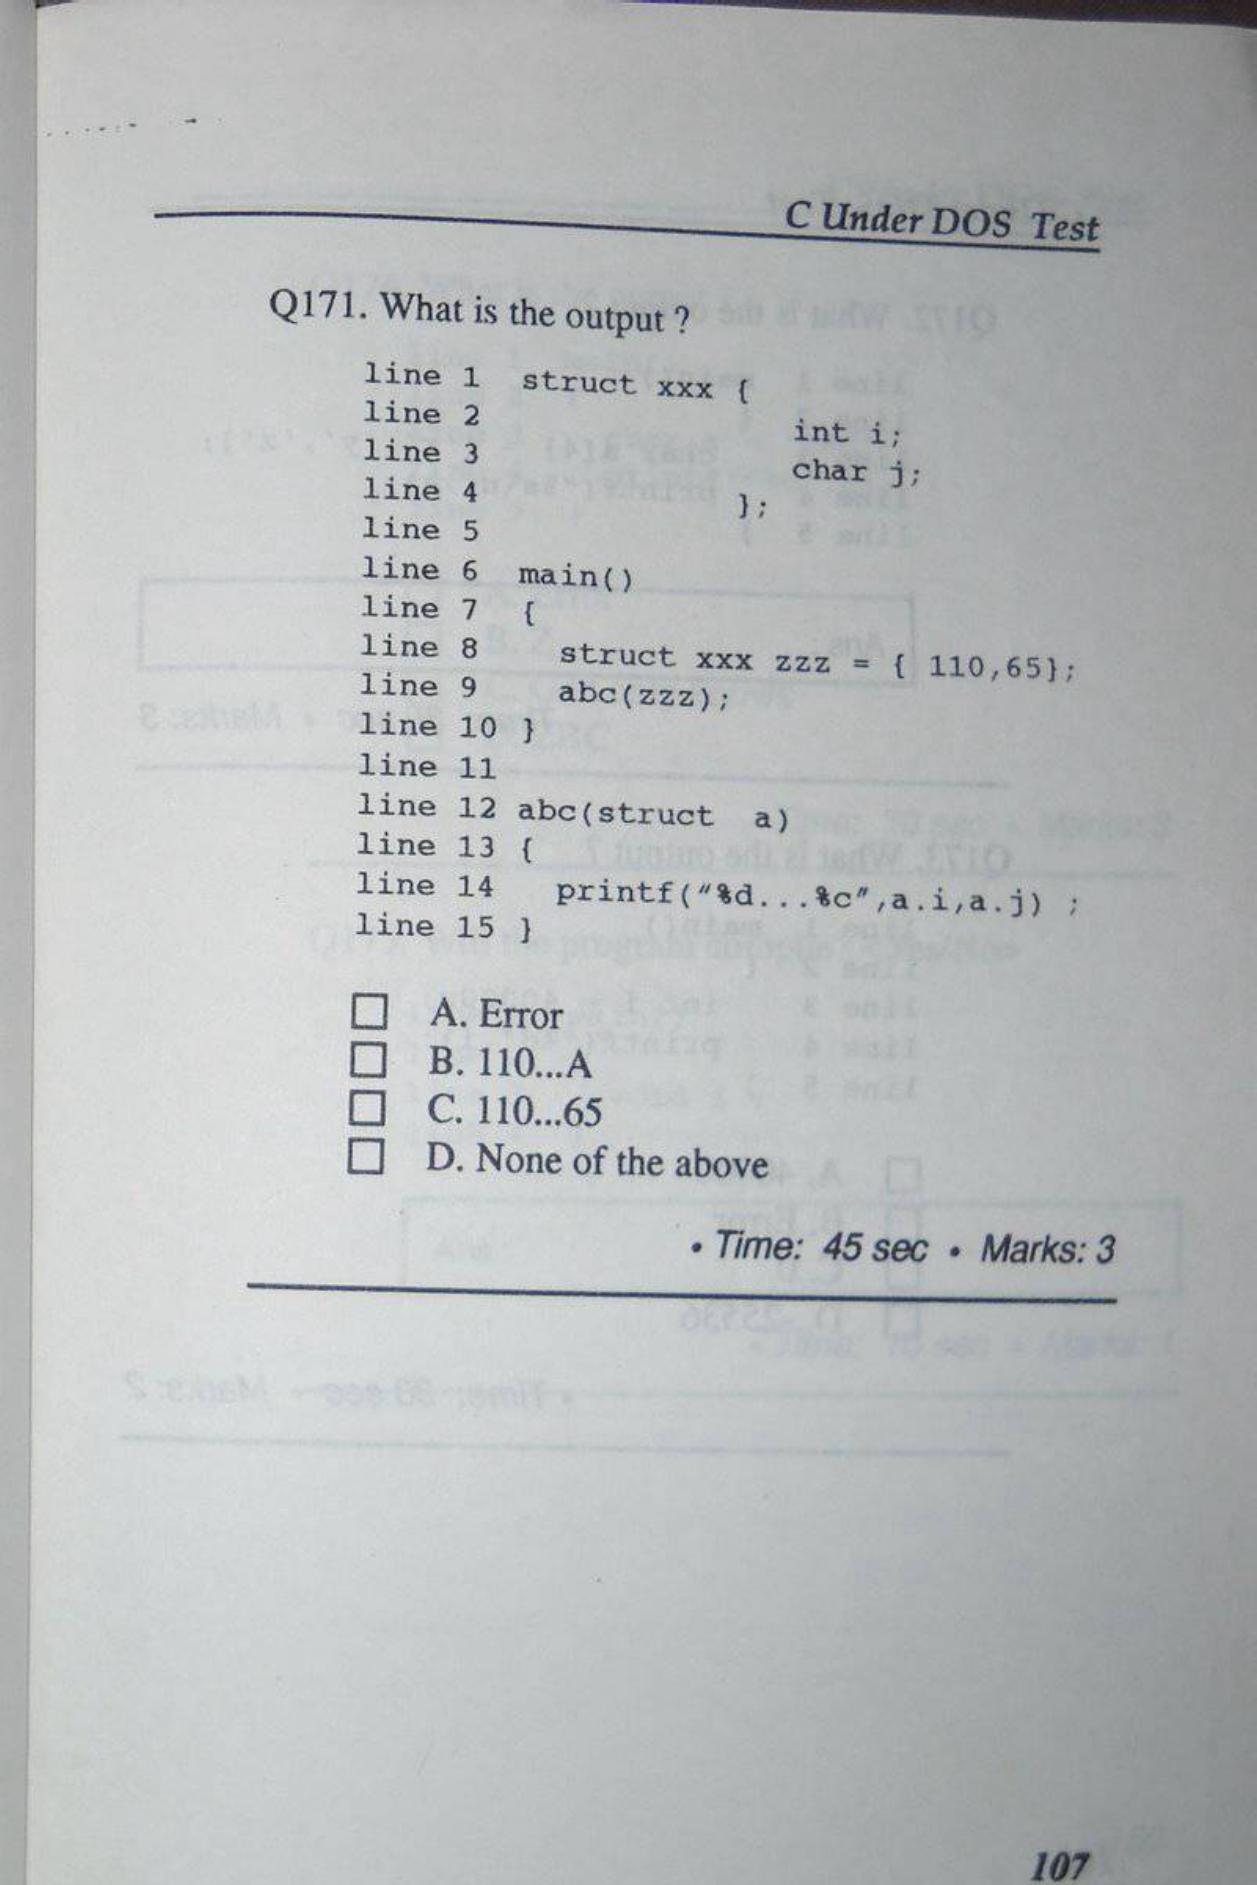 C Under DOS Test
Q171. What is the output ?
line 1 struct xxx {
line 2 int i;
line 3 char j;
line 4 };
line 5
line 6 main()
line 7 {
line 8 struct xxx zzz = { 110,65};
line 9 abc(zzz);
line 10 }
line 11
line 12 abc(struct a)
line 13 {
line 14 printf("%d...%c",a.i,a.j) ;
line 15 }
A. Error
B. 110...A
C. 110...65
D. None of the above
• Time: 45 sec • Marks: 3
107